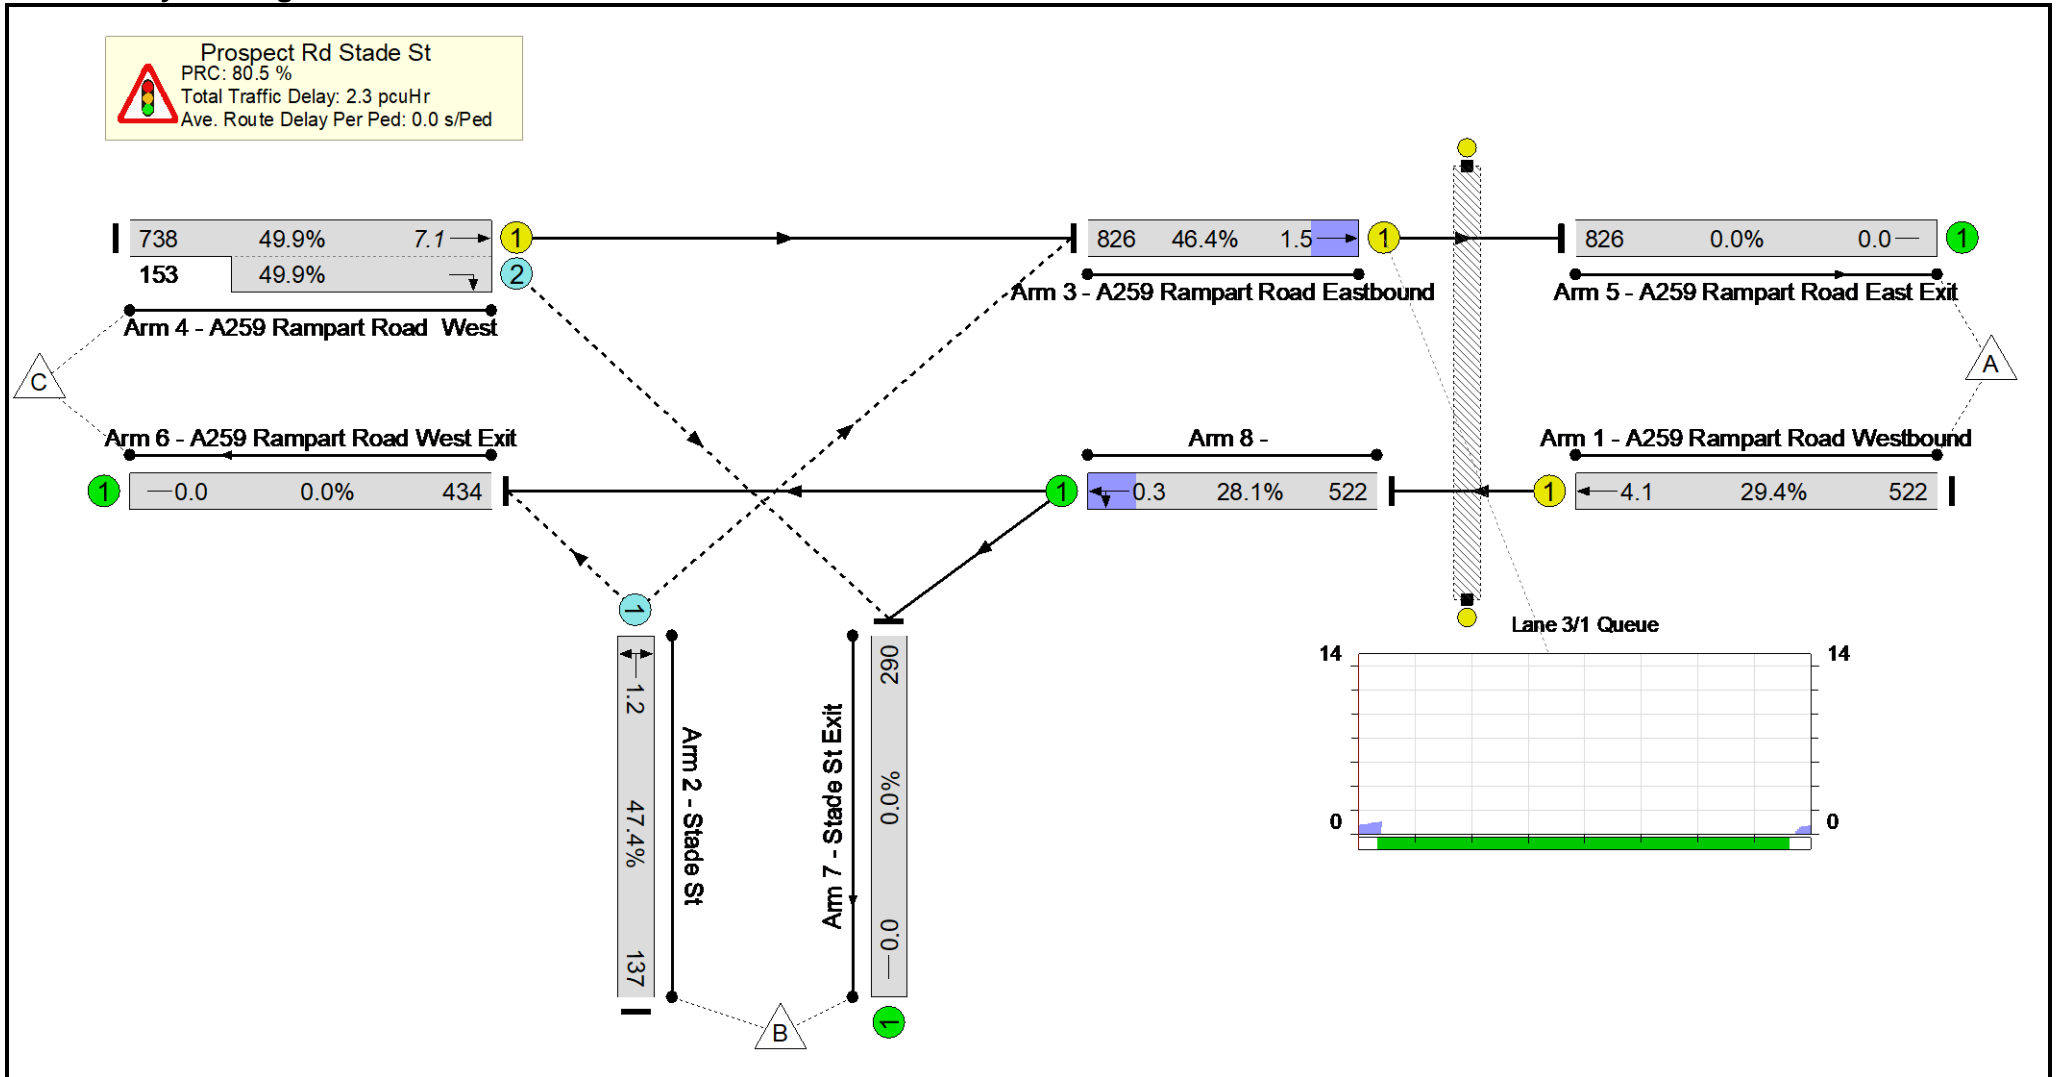 Prospect Rd Stade St
PRC: 80.5 %
Total Traffic Delay: 2.3 pcuHr
Ave. Route Delay Per Ped: 0.0 s/Ped
738 49.9% 7.1 1
153 49.9% 2
Arm 4 - A259 Rampart Road West
826 46.4% 1.5 1
Arm 3 - A259 Rampart Road Eastbound
826 0.0% 0.0 1
Arm 5 - A259 Rampart Road East Exit
C
A
Arm 6 - A259 Rampart Road West Exit
1 0.0 0.0% 434
Arm 8 -
1 0.3 28.1% 522
Arm 1 - A259 Rampart Road Westbound
1 4.1 29.4% 522
1
1.2 47.4% 137
Arm 2 - Stade St
Arm 7 - Stade St Exit
290 0.0% 0.0
1
B
Lane 3/1 Queue
14 14
0 0